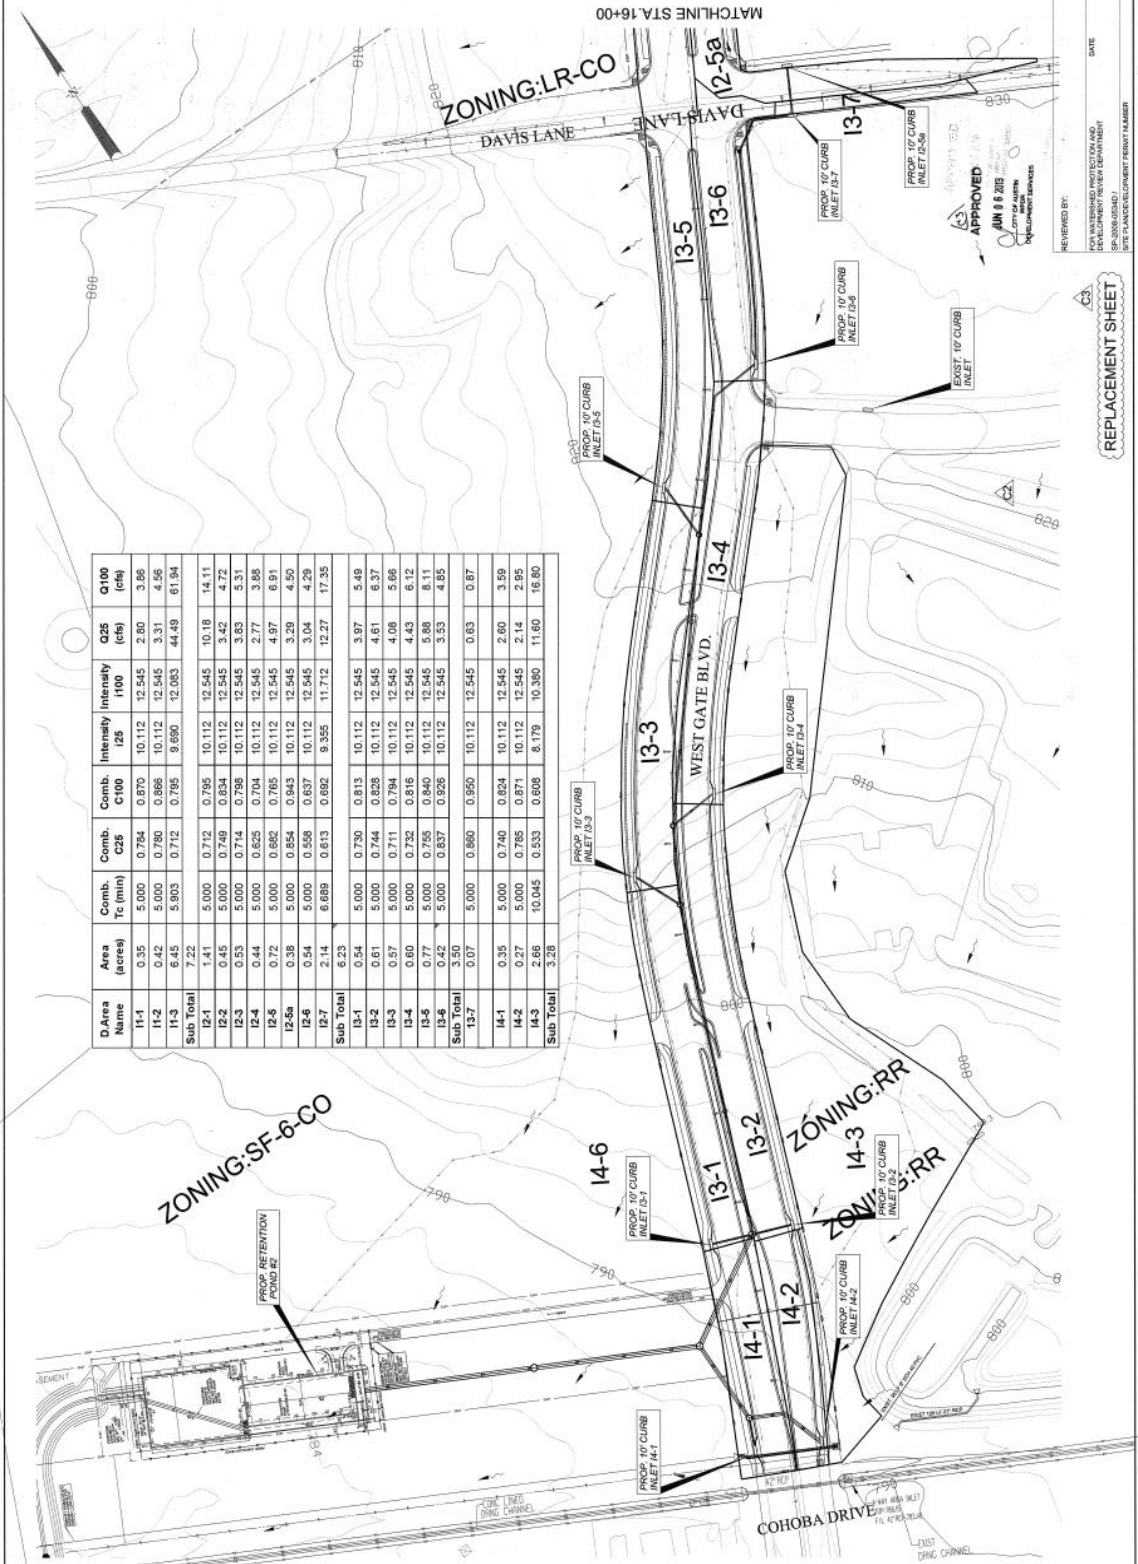 MATCHLINE STA.16+00
ZONING:LR-CO
DAVIS LANE
DAVIS LANE
810
820
800
830
I2-5a
I3-7
I3-6
I3-5
PROP. 10' CURB
INLET I3-7
PROP. 10' CURB
INLET I2-5a
PROP. 10' CURB
INLET I3-6
EXIST. 10' CURB
INLET
PROP. 10' CURB
INLET I3-5
820
I3-4
I3-3
WEST GATE BLVD.
PROP. 10' CURB
INLET I3-4
PROP. 10' CURB
INLET I3-3
810
820
800
800
APPROVED
JUN 0 6 2013
CITY OF AUSTIN
DEVELOPMENT SERVICES
REVIEWED BY:
DATE
FOR WATERSHED PROTECTION AND
DEVELOPMENT REVIEW DEPARTMENT
SITE PLAN/DEVELOPMENT PERMIT NUMBER
C3
REPLACEMENT SHEET
C2
D.Area Name Area (acres) Comb. Tc (min) Comb. C25 Comb. C100 Intensity i25 Intensity i100 Q25 (cfs) Q100 (cfs)
I1-1 0.35 5.000 0.784 0.870 10.112 12.545 2.80 3.86
I1-2 0.42 5.000 0.780 0.866 10.112 12.545 3.31 4.56
I1-3 6.45 5.903 0.712 0.795 9.690 12.083 44.49 61.94
Sub Total 7.22
I2-1 1.41 5.000 0.712 0.795 10.112 12.545 10.18 14.11
I2-2 0.45 5.000 0.749 0.834 10.112 12.545 3.42 4.72
I2-3 0.53 5.000 0.714 0.798 10.112 12.545 3.83 5.31
I2-4 0.44 5.000 0.625 0.704 10.112 12.545 2.77 3.88
I2-5 0.72 5.000 0.682 0.765 10.112 12.545 4.97 6.91
I2-5a 0.38 5.000 0.854 0.943 10.112 12.545 3.29 4.50
I2-6 0.54 5.000 0.558 0.637 10.112 12.545 3.04 4.29
I2-7 2.14 6.689 0.613 0.692 9.355 11.712 12.27 17.35
Sub Total 6.23
I3-1 0.54 5.000 0.730 0.813 10.112 12.545 3.97 5.49
I3-2 0.61 5.000 0.744 0.828 10.112 12.545 4.61 6.37
I3-3 0.57 5.000 0.711 0.794 10.112 12.545 4.08 5.66
I3-4 0.60 5.000 0.732 0.816 10.112 12.545 4.43 6.12
I3-5 0.77 5.000 0.755 0.840 10.112 12.545 5.88 8.11
I3-6 0.42 5.000 0.837 0.926 10.112 12.545 3.53 4.85
Sub Total 3.50
13-7 0.07 5.000 0.860 0.950 10.112 12.545 0.63 0.87
I4-1 0.35 5.000 0.740 0.824 10.112 12.545 2.60 3.59
I4-2 0.27 5.000 0.785 0.871 10.112 12.545 2.14 2.95
I4-3 2.66 10.045 0.533 0.608 8.179 10.380 11.60 16.80
Sub Total 3.28
ZONING:SF-6-CO
790
790
PROP. RETENTION
POND #2
I4-6
PROP. 10' CURB
INLET I3-1
I3-1
I3-2
ZONING:RR
I4-3
ZONING:RR
PROP. 10' CURB
INLET I3-2
I4-1
I4-2
PROP. 10' CURB
INLET I4-2
PROP. 10' CURB
INLET I4-1
800
800
42" RCP
790
COHOBA DRIVE
CONC LINED
DRNG CHANNEL
EXIST
DRNG CHANNEL